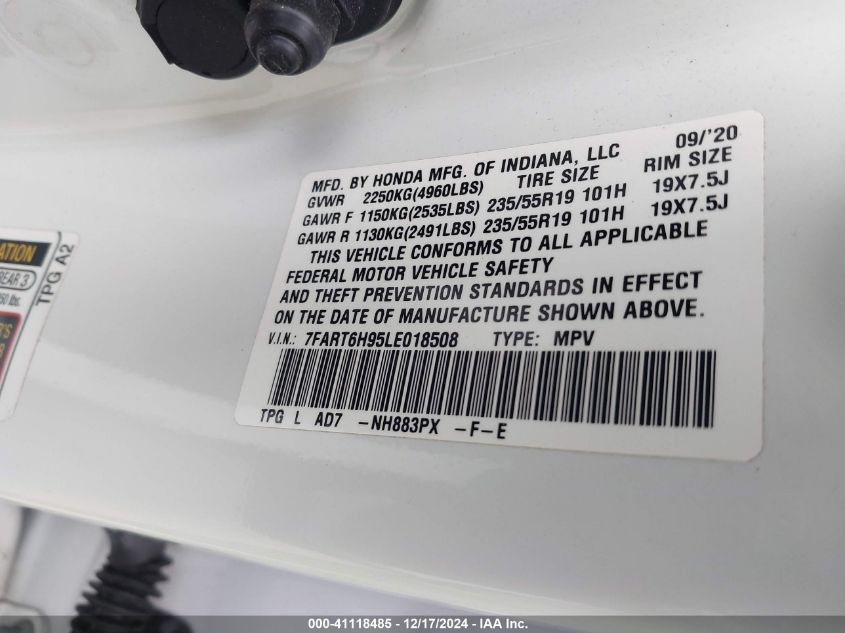 09/'20
MFD. BY HONDA MFG. OF INDIANA, LLC
GVWR 2250KG(4960LBS) TIRE SIZE RIM SIZE
GAWR F 1150KG(2535LBS) 235/55R19 101H 19X7.5J
GAWR R 1130KG(2491LBS) 235/55R19 101H 19X7.5J
THIS VEHICLE CONFORMS TO ALL APPLICABLE
FEDERAL MOTOR VEHICLE SAFETY
AND THEFT PREVENTION STANDARDS IN EFFECT
ON THE DATE OF MANUFACTURE SHOWN ABOVE.
V.I.N.: 7FART6H95LE018508 TYPE: MPV
TPG L AD7 -NH883PX -F-E
TPG A2
REAR 3
000-41118485 - 12/17/2024 - IAA Inc.